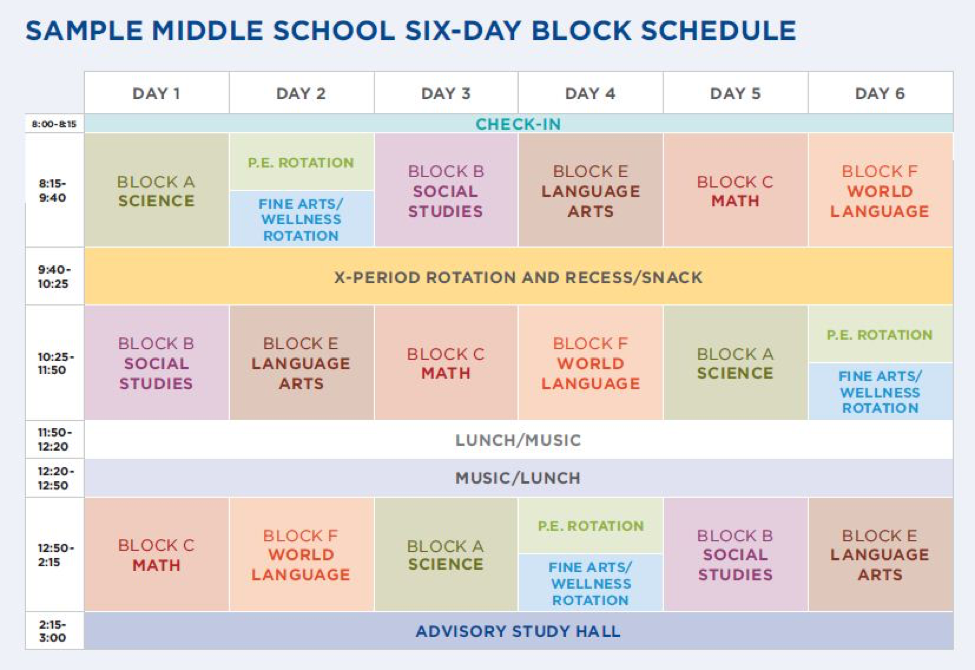 SAMPLE MIDDLE SCHOOL SIX-DAY BLOCK SCHEDULE
DAY 1
DAY 2
DAY 3
DAY 4
DAY 5
DAY 6
8:00-8:15
CHECK-IN
8:15-
9:40
BLOCK A
SCIENCE
P.E. ROTATION
FINE ARTS/
WELLNESS
ROTATION
BLOCK B
SOCIAL
STUDIES
BLOCK E
LANGUAGE
ARTS
BLOCK C
MATH
BLOCK F
WORLD
LANGUAGE
9:40-
10:25
X-PERIOD ROTATION AND RECESS/SNACK
10:25-
11:50
BLOCK B
SOCIAL
STUDIES
BLOCK E
LANGUAGE
ARTS
BLOCK C
MATH
BLOCK F
WORLD
LANGUAGE
BLOCK A
SCIENCE
P.E. ROTATION
FINE ARTS/
WELLNESS
ROTATION
11:50-
12:20
LUNCH/MUSIC
12:20-
12:50
MUSIC/LUNCH
12:50-
2:15
BLOCK C
MATH
BLOCK F
WORLD
LANGUAGE
BLOCK A
SCIENCE
P.E. ROTATION
FINE ARTS/
WELLNESS
ROTATION
BLOCK B
SOCIAL
STUDIES
BLOCK E
LANGUAGE
ARTS
2:15-
3:00
ADVISORY STUDY HALL